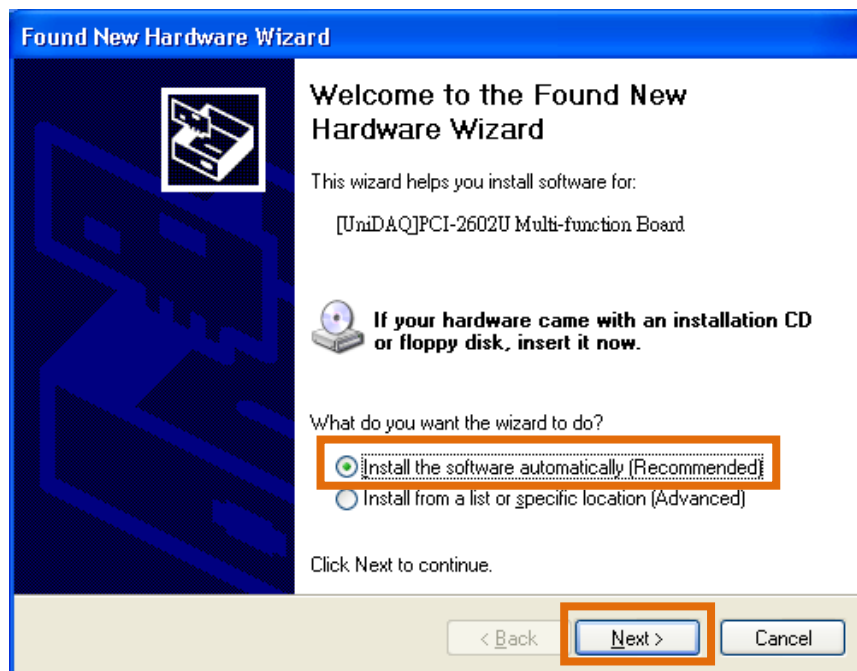 Found New Hardware Wizard
Welcome to the Found New
Hardware Wizard
This wizard helps you install software for:
[UniDAQ]PCI-2602U Multi-function Board
If your hardware came with an installation CD
or floppy disk, insert it now.
What do you want the wizard to do?
Install the software automatically (Recommended)
Install from a list or specific location (Advanced)
Click Next to continue.
< Back Next > Cancel